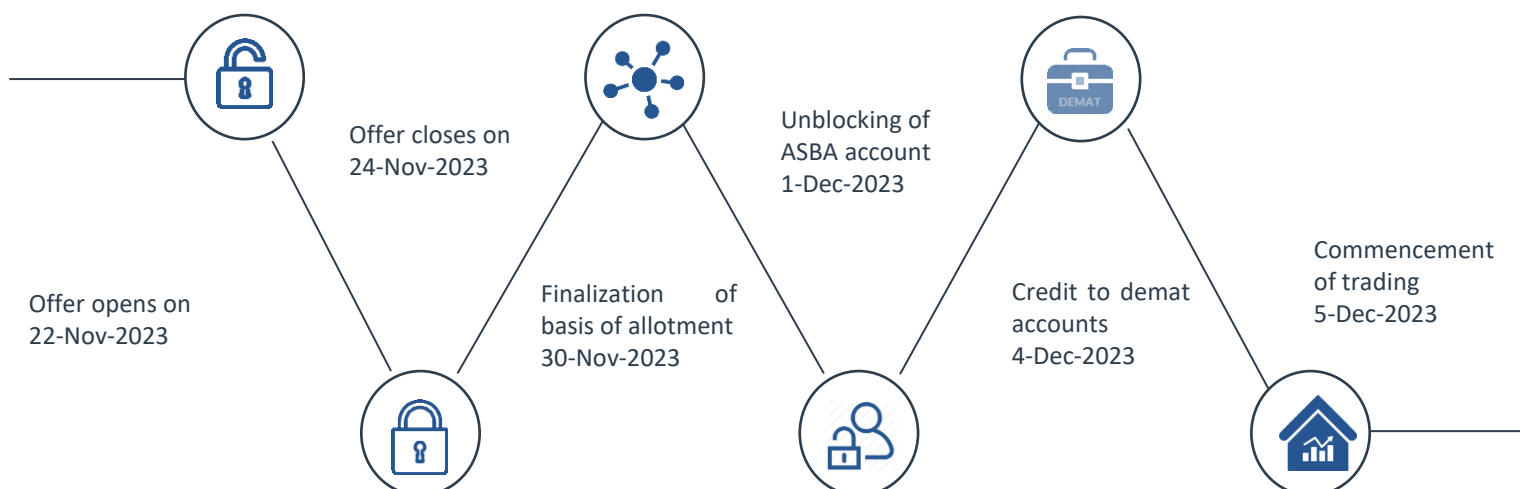 Offer opens on
22-Nov-2023
Offer closes on
24-Nov-2023
Finalization of
basis of allotment
30-Nov-2023
Unblocking of
ASBA account
1-Dec-2023
DEMAT
Credit to demat
accounts
4-Dec-2023
Commencement
of trading
5-Dec-2023